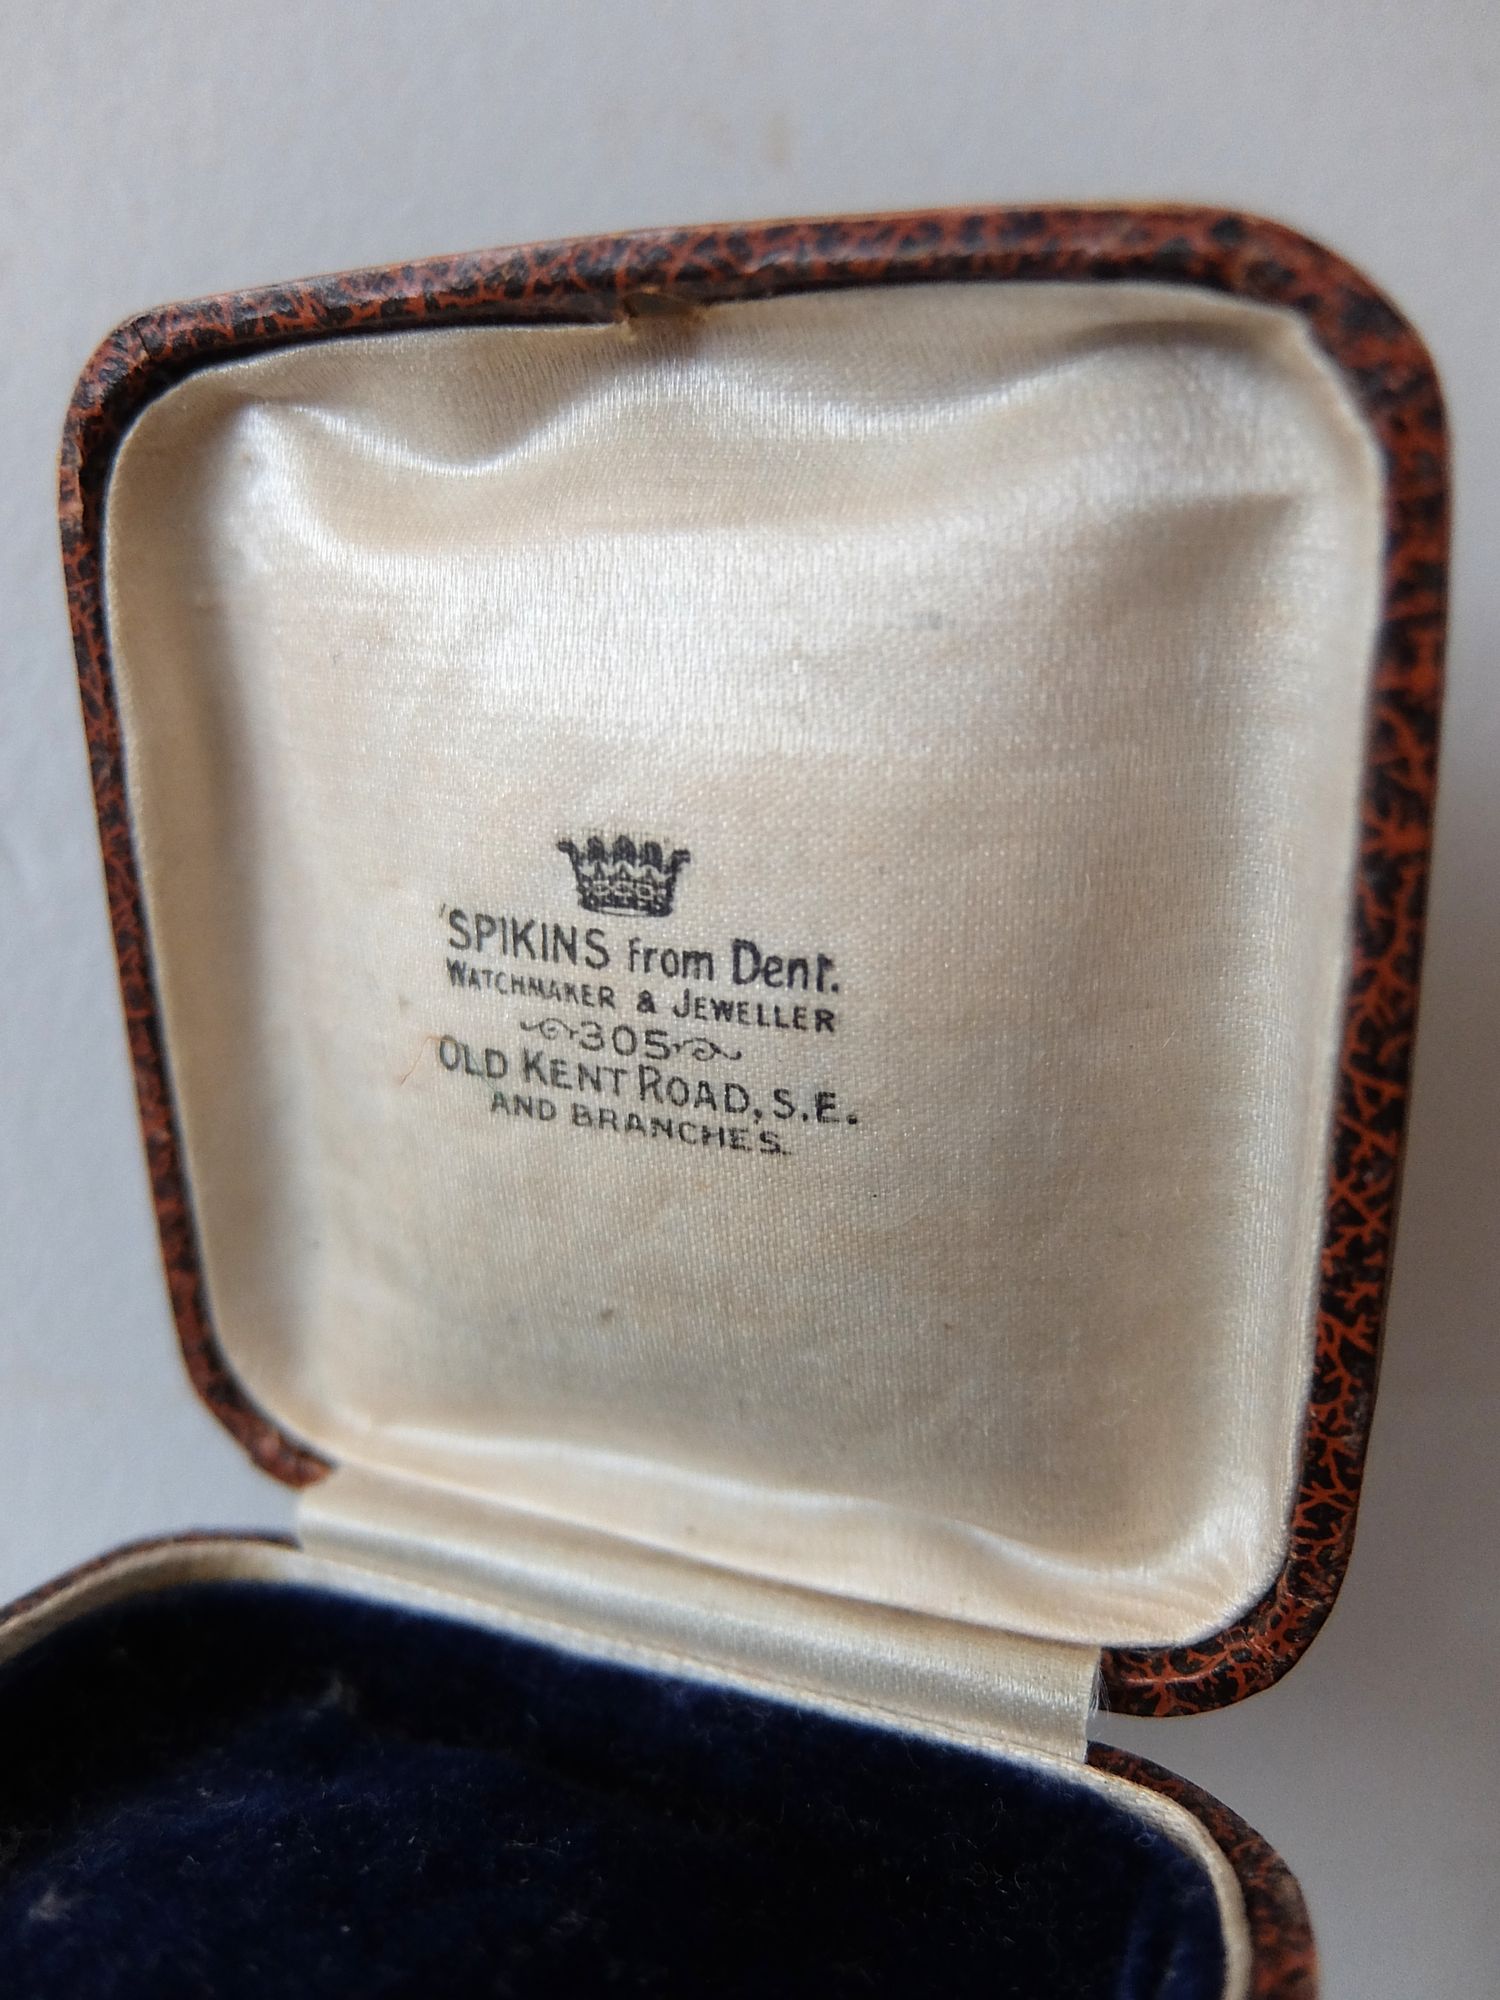 'SPIKINS from Dent.
WATCHMAKER & JEWELLER
305
OLD KENT ROAD, S.E.
AND BRANCHES.